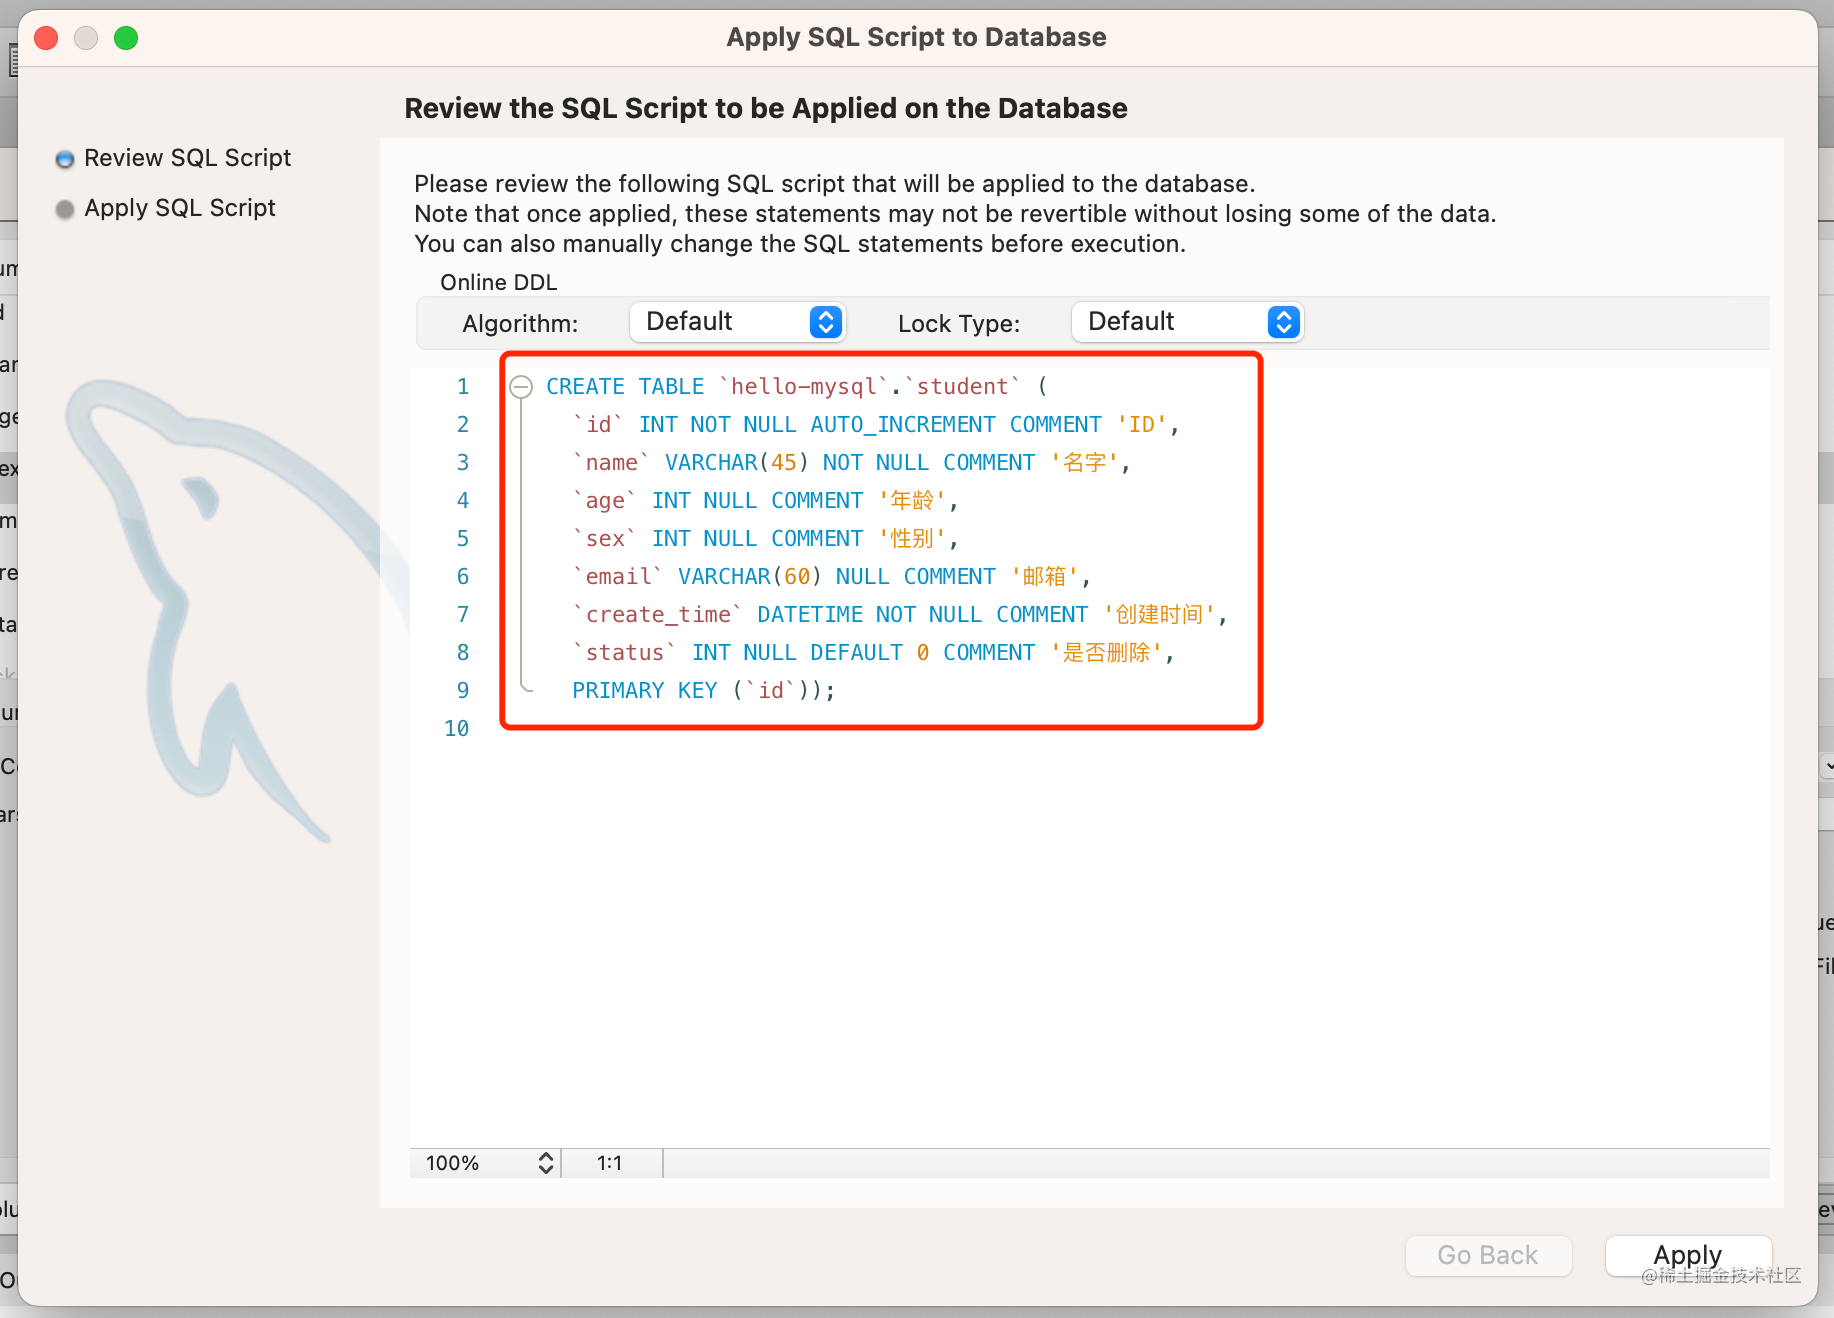 Apply SQL Script to Database
Review the SQL Script to be Applied on the Database
Review SQL Script
Apply SQL Script
Please review the following SQL script that will be applied to the database.
Note that once applied, these statements may not be revertible without losing some of the data.
You can also manually change the SQL statements before execution.
Online DDL
Algorithm: Default Lock Type: Default
1 CREATE TABLE `hello-mysql`.`student` (
2 `id` INT NOT NULL AUTO_INCREMENT COMMENT 'ID',
3 `name` VARCHAR(45) NOT NULL COMMENT '名字',
4 `age` INT NULL COMMENT '年龄',
5 `sex` INT NULL COMMENT '性别',
6 `email` VARCHAR(60) NULL COMMENT '邮箱',
7 `create_time` DATETIME NOT NULL COMMENT '创建时间',
8 `status` INT NULL DEFAULT 0 COMMENT '是否删除',
9 PRIMARY KEY (`id`));
10
100% 1:1
Go Back Apply
@稀土掘金技术社区